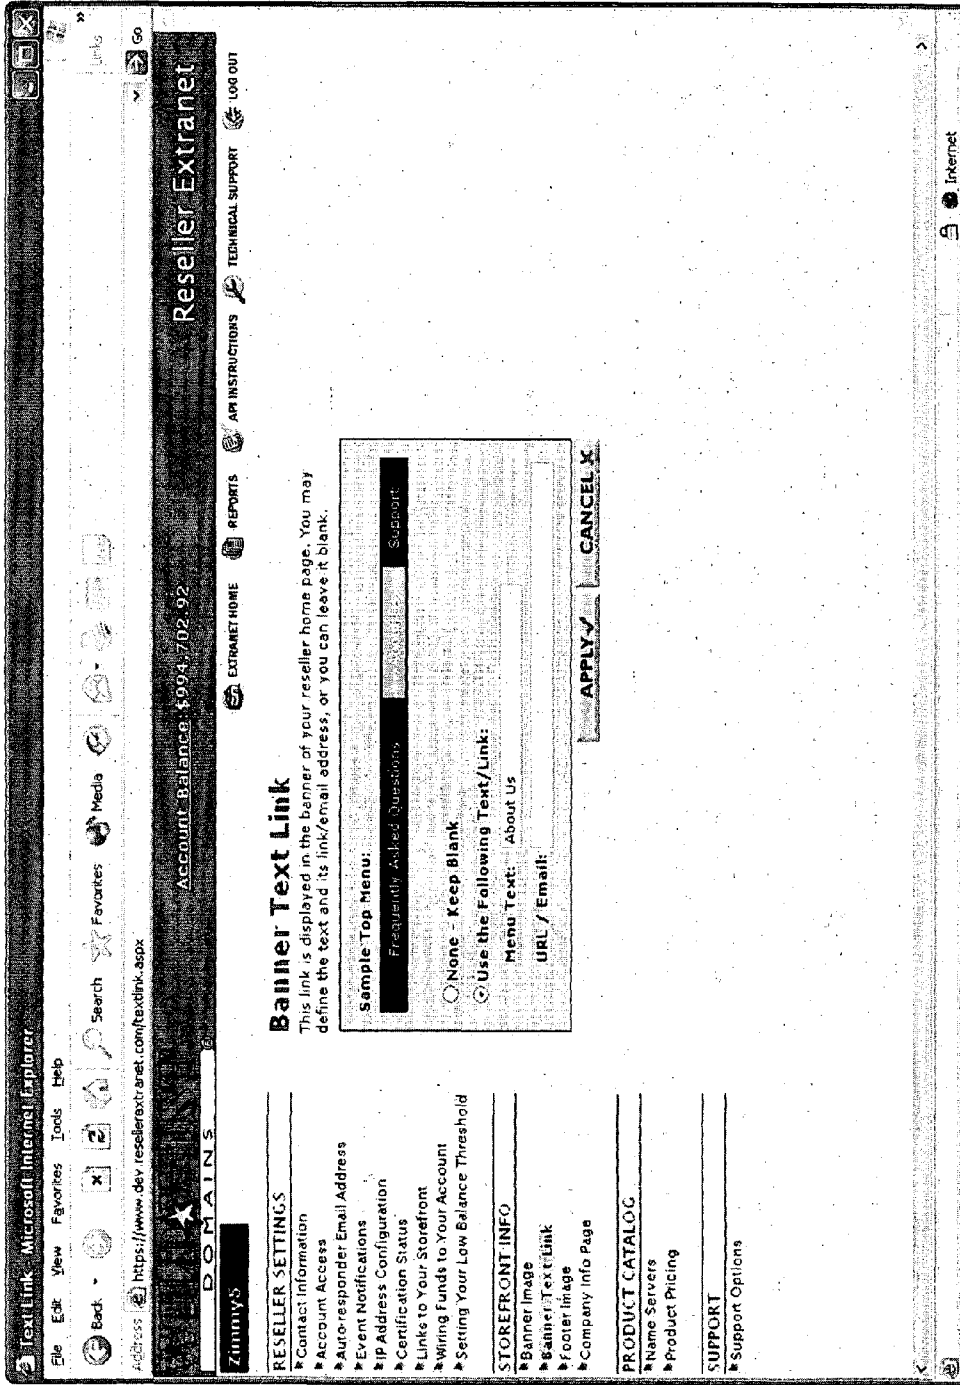 Text Link - Microsoft Internet Explorer
File Edit View Favorites Tools Help
Back Search Favorites Media
Address https://www.dev.resellerextranet.com/textlink.aspx Go Links »
DOMAINS
Account Balance: $994,702.92
Reseller Extranet
ZimmyS
EXTRANET HOME REPORTS API INSTRUCTIONS TECHNICAL SUPPORT LOG OUT
RESELLER SETTINGS
Contact Information
Account Access
Auto-responder Email Address
Event Notifications
IP Address Configuration
Certification Status
Links to Your Storefront
Wiring Funds to Your Account
Setting Your Low Balance Threshold
STOREFRONT INFO
Banner Image
Banner Text Link
Footer Image
Company Info Page
PRODUCT CATALOG
Name Servers
Product Pricing
SUPPORT
Support Options
Banner Text Link
This link is displayed in the banner of your reseller home page. You may
define the text and its link/email address, or you can leave it blank.
Sample Top Menu:
Frequently Asked Questions Support
None - Keep Blank
Use the Following Text/Link:
Menu Text: About Us
URL / Email:
APPLY✓ CANCEL X
Internet